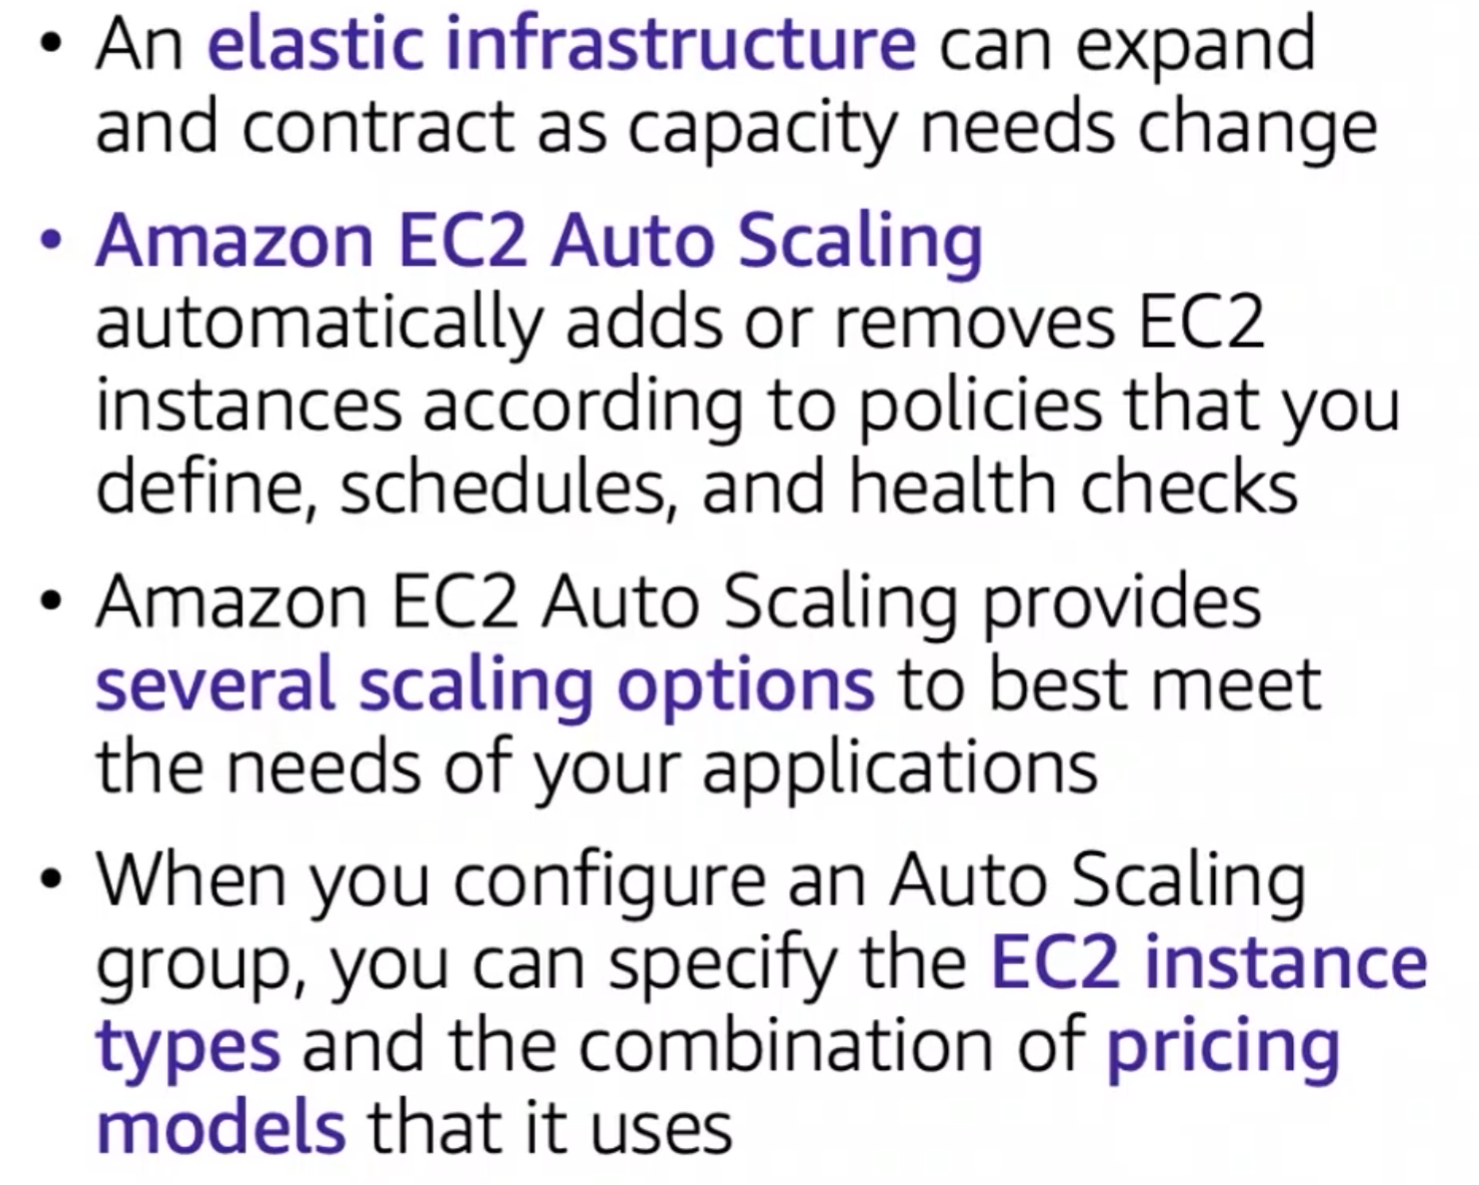 • An elastic infrastructure can expand
and contract as capacity needs change
• Amazon EC2 Auto Scaling
automatically adds or removes EC2
instances according to policies that you
define, schedules, and health checks
• Amazon EC2 Auto Scaling provides
several scaling options to best meet
the needs of your applications
• When you configure an Auto Scaling
group, you can specify the EC2 instance
types and the combination of pricing
models that it uses